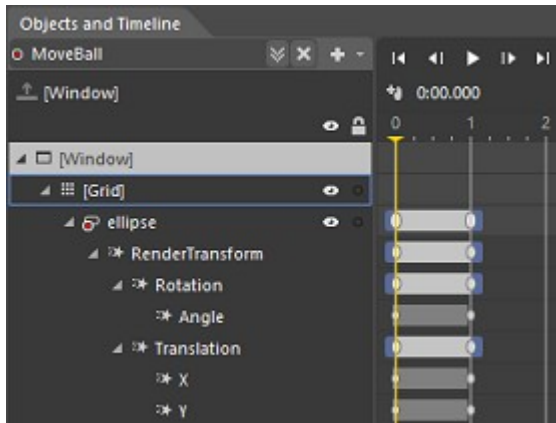 Objects and Timeline
MoveBall
[Window]
0:00.000
0 1 2
[Window]
[Grid]
ellipse
RenderTransform
Rotation
Angle
Translation
X
Y